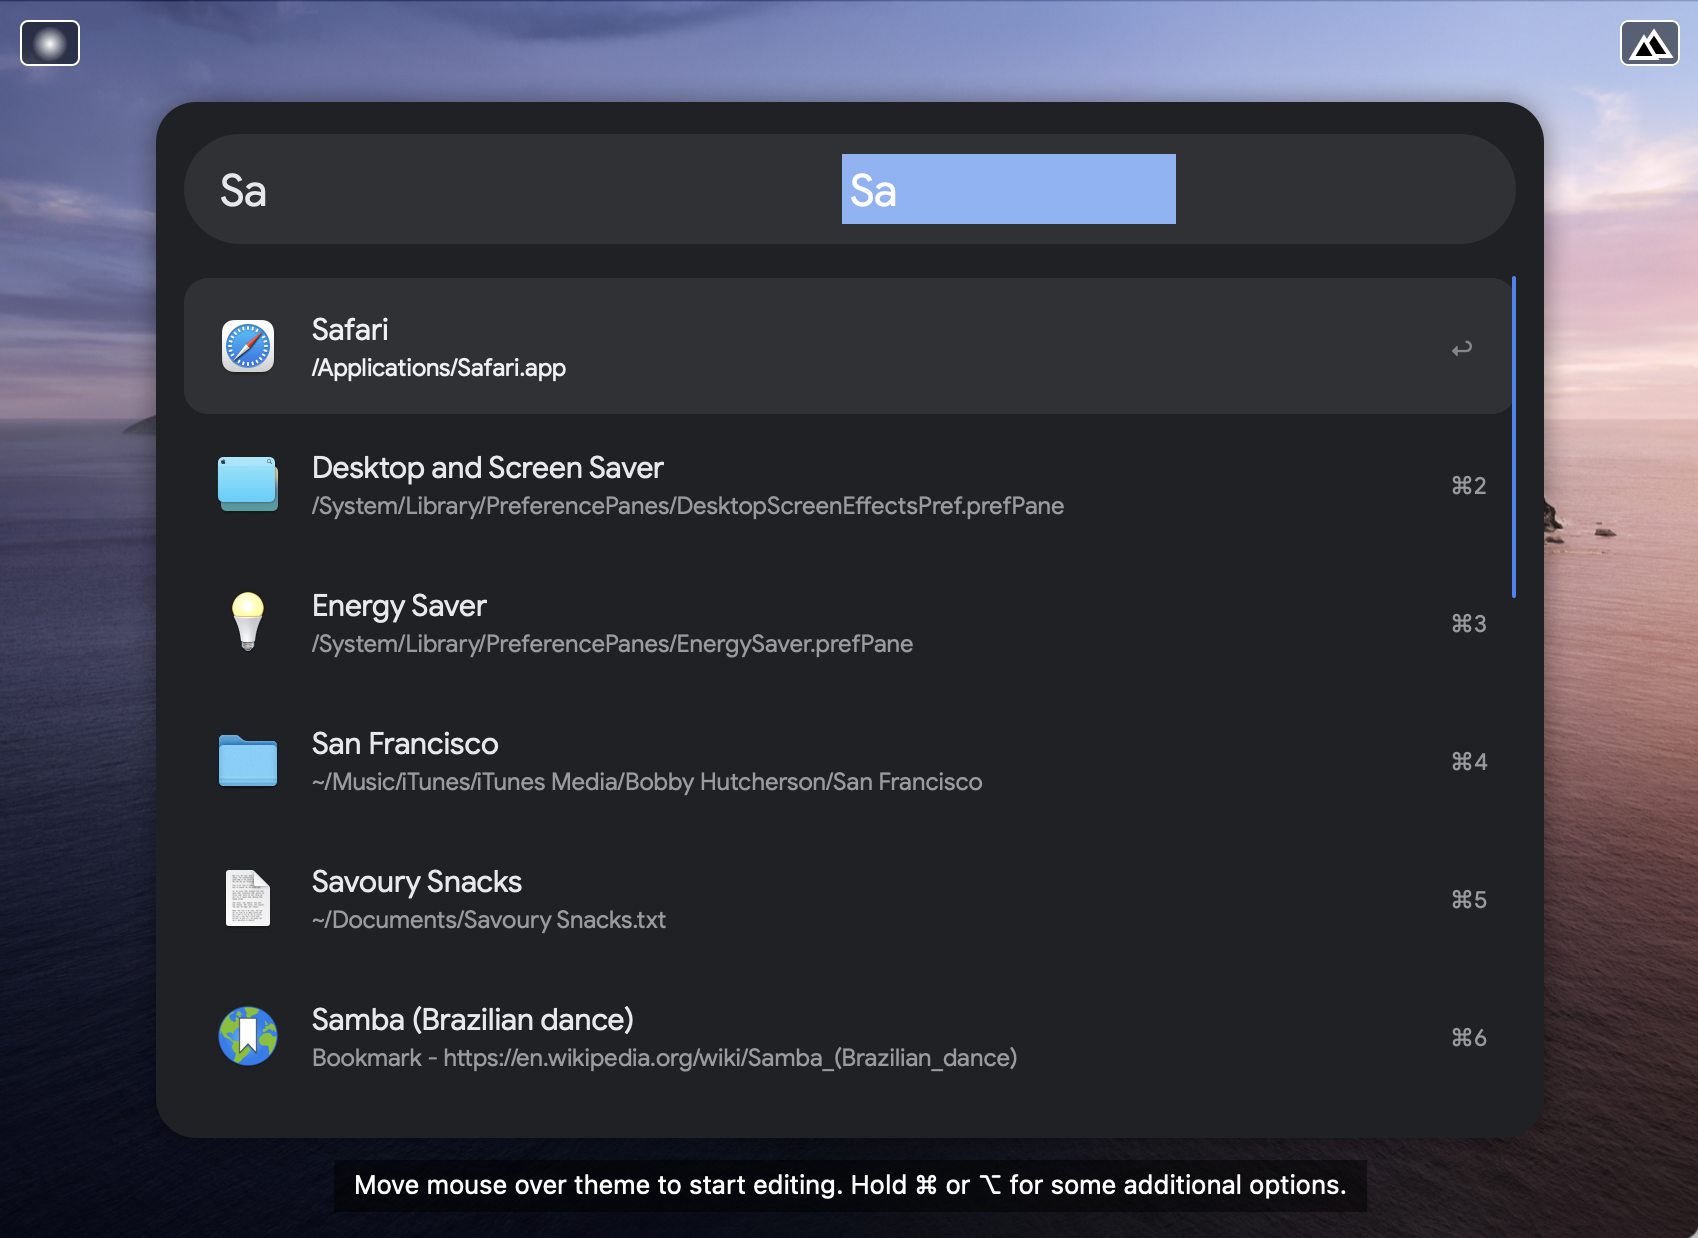 Sa Sa
Safari
/Applications/Safari.app ↩
Desktop and Screen Saver
/System/Library/PreferencePanes/DesktopScreenEffectsPref.prefPane ⌘2
Energy Saver
/System/Library/PreferencePanes/EnergySaver.prefPane ⌘3
San Francisco
~/Music/iTunes/iTunes Media/Bobby Hutcherson/San Francisco ⌘4
Savoury Snacks
~/Documents/Savoury Snacks.txt ⌘5
Samba (Brazilian dance)
Bookmark - https://en.wikipedia.org/wiki/Samba_(Brazilian_dance) ⌘6
Move mouse over theme to start editing. Hold ⌘ or ⌥ for some additional options.